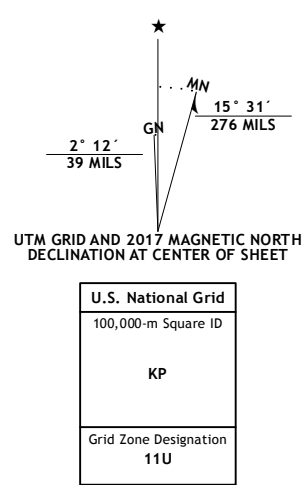 MN
15° 31´
276 MILS
GN
2° 12´
39 MILS
UTM GRID AND 2017 MAGNETIC NORTH
DECLINATION AT CENTER OF SHEET
U.S. National Grid
100,000-m Square ID
KP
Grid Zone Designation
11U